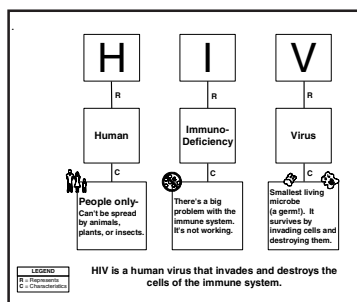 H I V
R R R
Human
Immuno-
Deficiency
Virus
C C C
People only-
Can't be spread
by animals,
plants, or insects.
There's a big
problem with the
immune system.
It's not working.
Smallest living
microbe
(a germ!). It
survives by
invading cells and
destroying them.
LEGEND
R = Represents
C = Characteristics
HIV is a human virus that invades and destroys the
cells of the immune system.